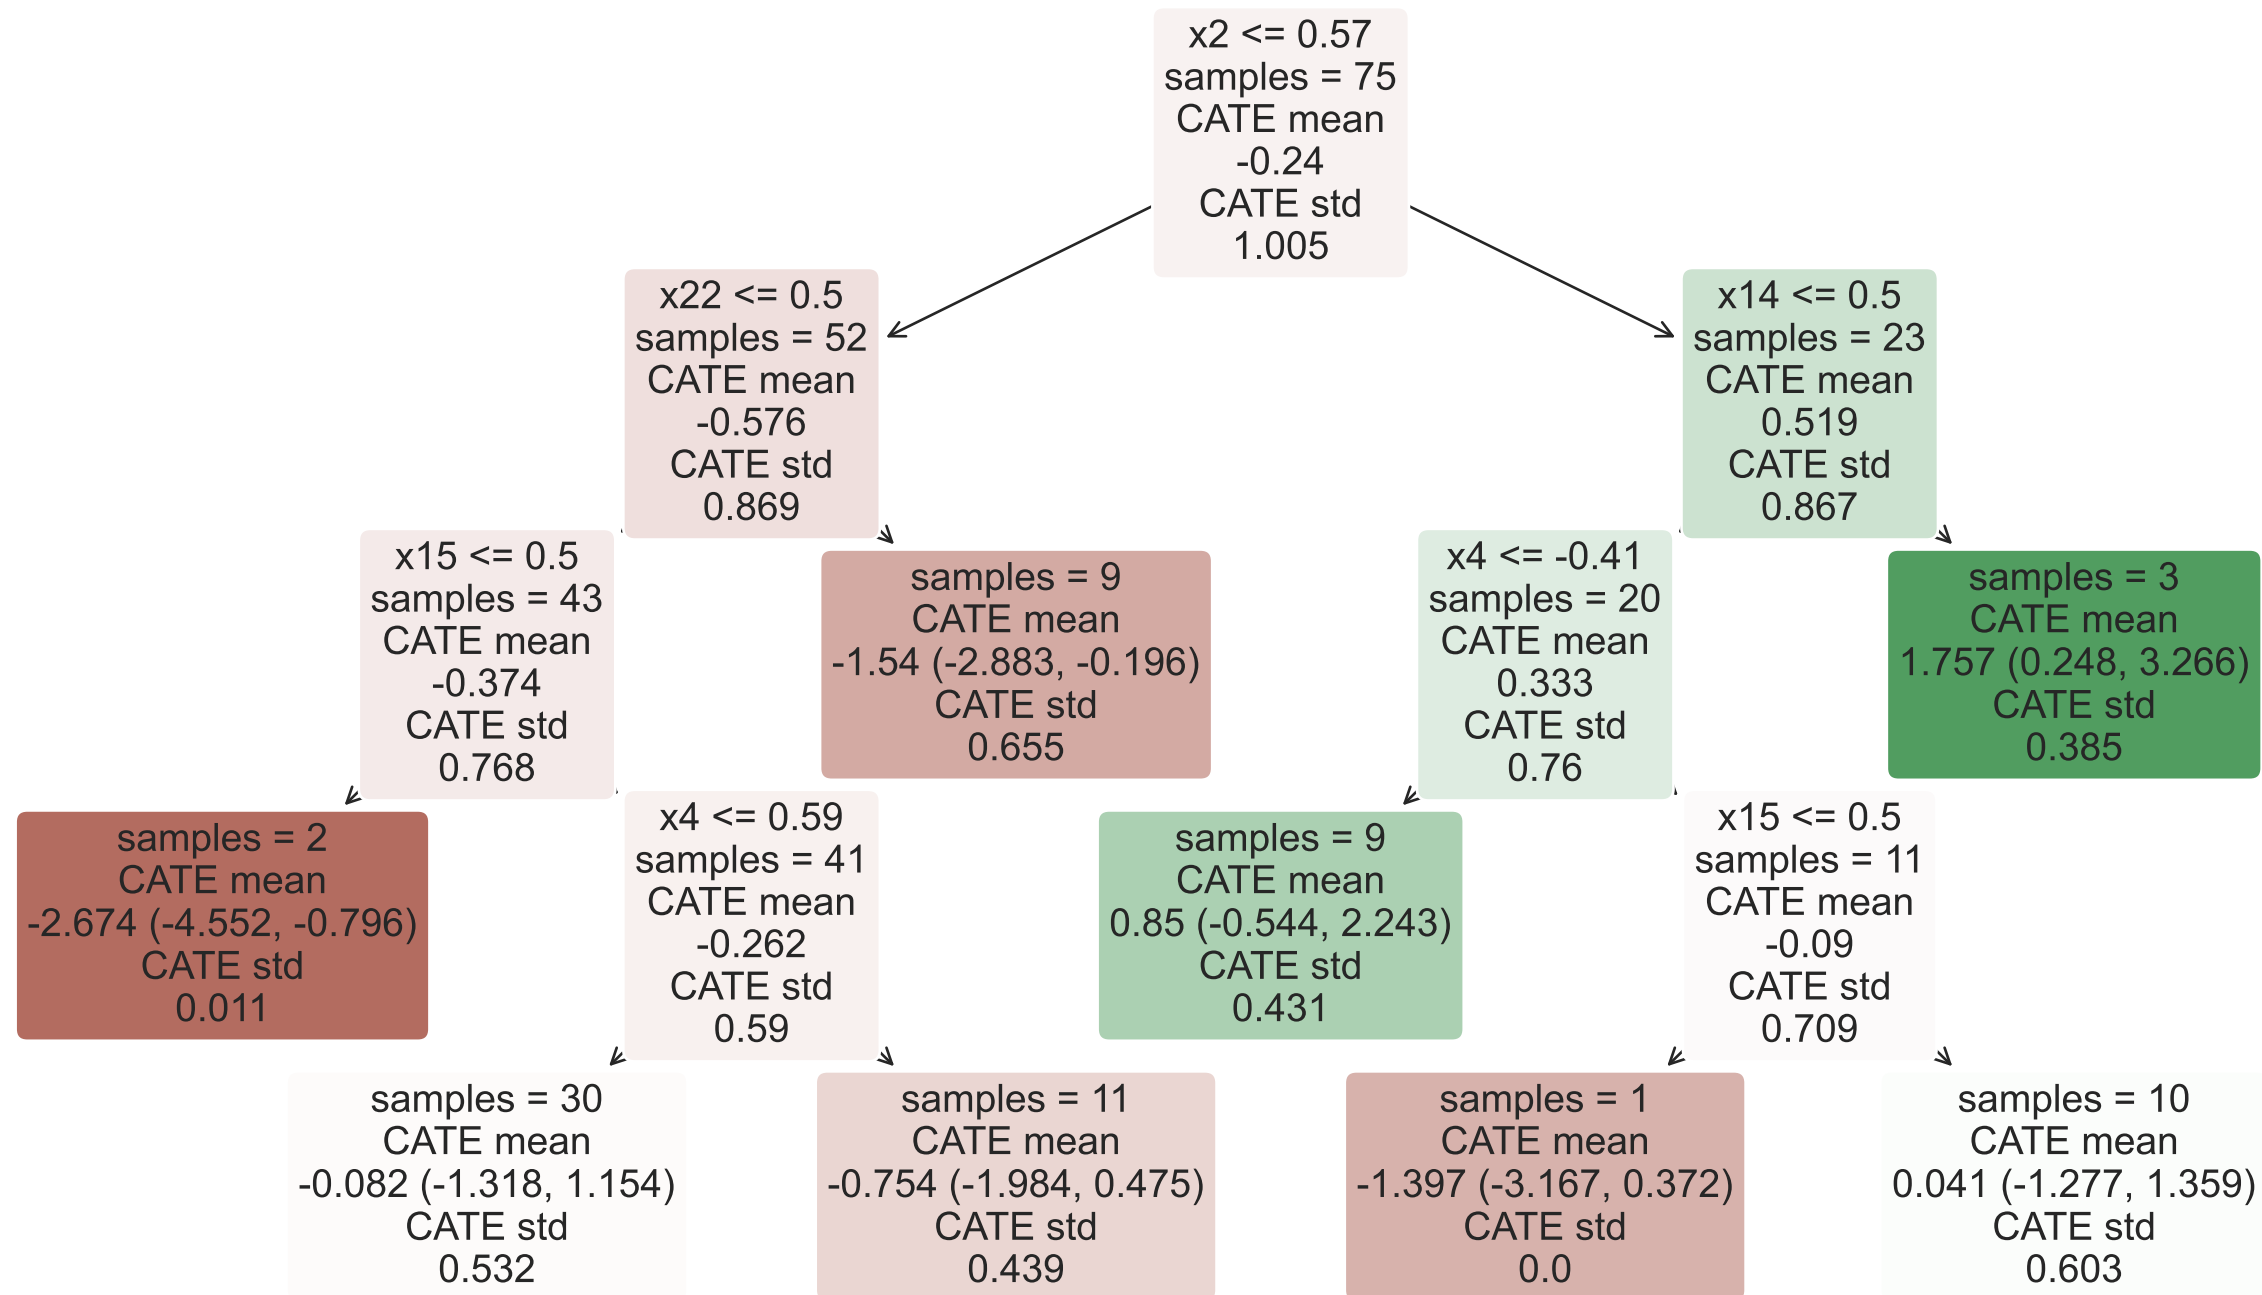 x2 <= 0.57
samples = 75
CATE mean
-0.24
CATE std
1.005
x22 <= 0.5
samples = 52
CATE mean
-0.576
CATE std
0.869
x14 <= 0.5
samples = 23
CATE mean
0.519
CATE std
0.867
x15 <= 0.5
samples = 43
CATE mean
-0.374
CATE std
0.768
samples = 9
CATE mean
-1.54 (-2.883, -0.196)
CATE std
0.655
x4 <= -0.41
samples = 20
CATE mean
0.333
CATE std
0.76
samples = 3
CATE mean
1.757 (0.248, 3.266)
CATE std
0.385
samples = 2
CATE mean
-2.674 (-4.552, -0.796)
CATE std
0.011
x4 <= 0.59
samples = 41
CATE mean
-0.262
CATE std
0.59
samples = 9
CATE mean
0.85 (-0.544, 2.243)
CATE std
0.431
x15 <= 0.5
samples = 11
CATE mean
-0.09
CATE std
0.709
samples = 30
CATE mean
-0.082 (-1.318, 1.154)
CATE std
0.532
samples = 11
CATE mean
-0.754 (-1.984, 0.475)
CATE std
0.439
samples = 1
CATE mean
-1.397 (-3.167, 0.372)
CATE std
0.0
samples = 10
CATE mean
0.041 (-1.277, 1.359)
CATE std
0.603